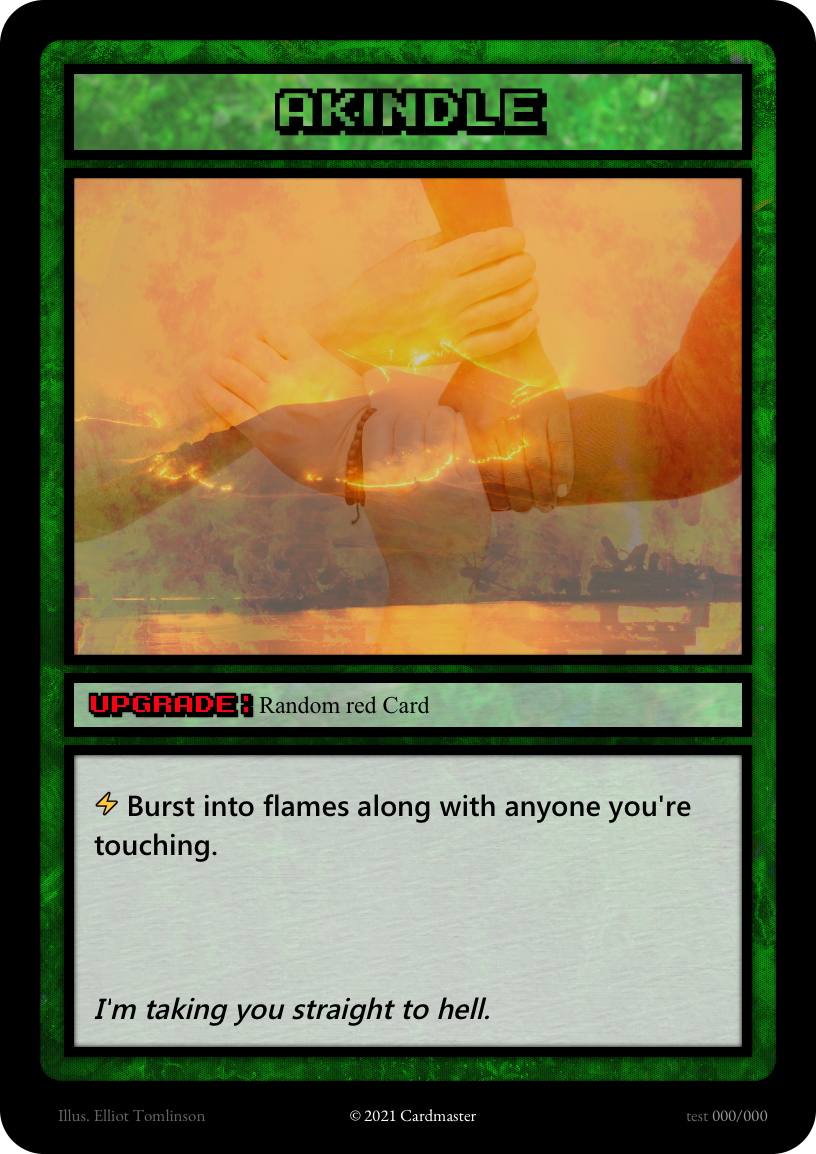 AKINDLE
UPGRADE: Random red Card
⚡ Burst into flames along with anyone you're
touching.
I'm taking you straight to hell.
Illus. Elliot Tomlinson
© 2021 Cardmaster
test 000/000